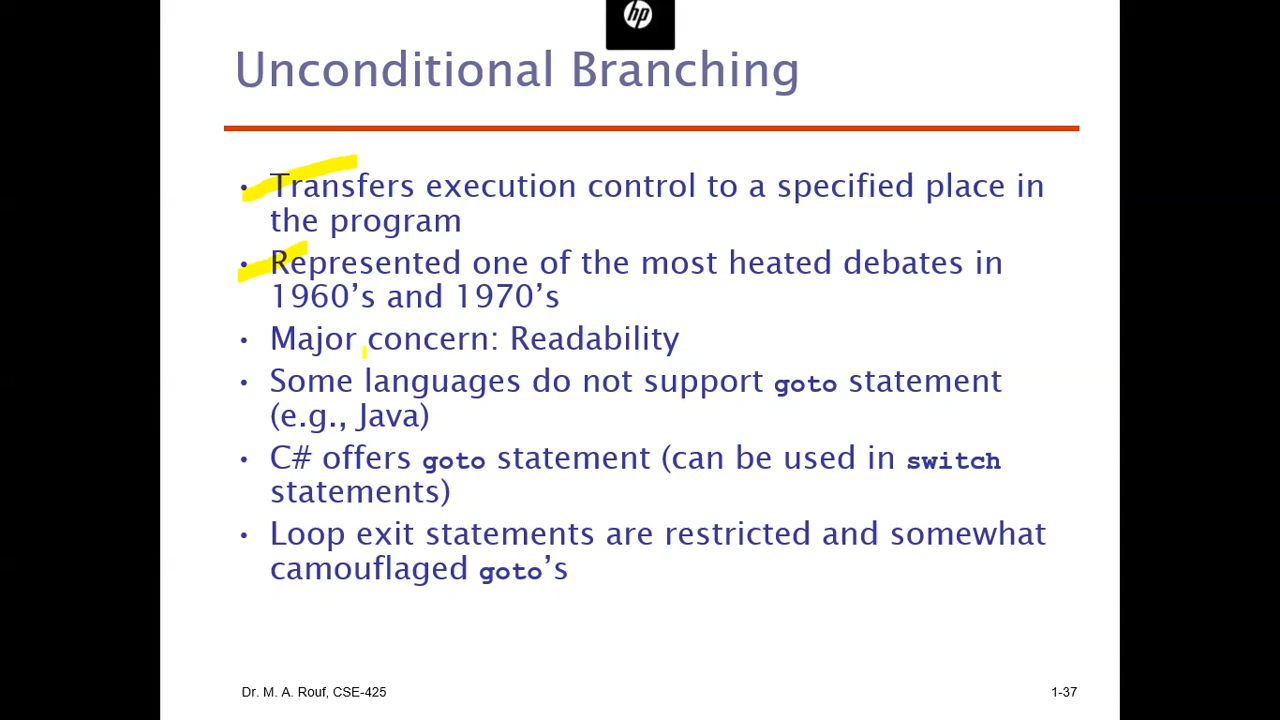 hp
Unconditional Branching
• Transfers execution control to a specified place in
the program
• Represented one of the most heated debates in
1960’s and 1970’s
• Major concern: Readability
• Some languages do not support goto statement
(e.g., Java)
• C# offers goto statement (can be used in switch
statements)
• Loop exit statements are restricted and somewhat
camouflaged goto’s
Dr. M. A. Rouf, CSE-425
1-37